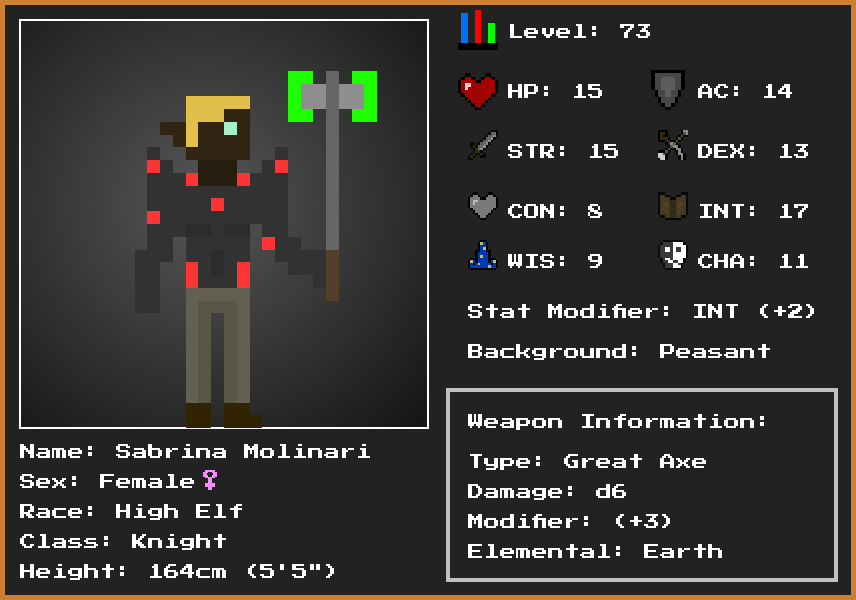 Level: 73
HP: 15
AC: 14
STR: 15
DEX: 13
CON: 8
INT: 17
WIS: 9
CHA: 11
Stat Modifier: INT (+2)
Background: Peasant
Weapon Information:
Type: Great Axe
Damage: d6
Modifier: (+3)
Elemental: Earth
Name: Sabrina Molinari
Sex: Female♀
Race: High Elf
Class: Knight
Height: 164cm (5'5")